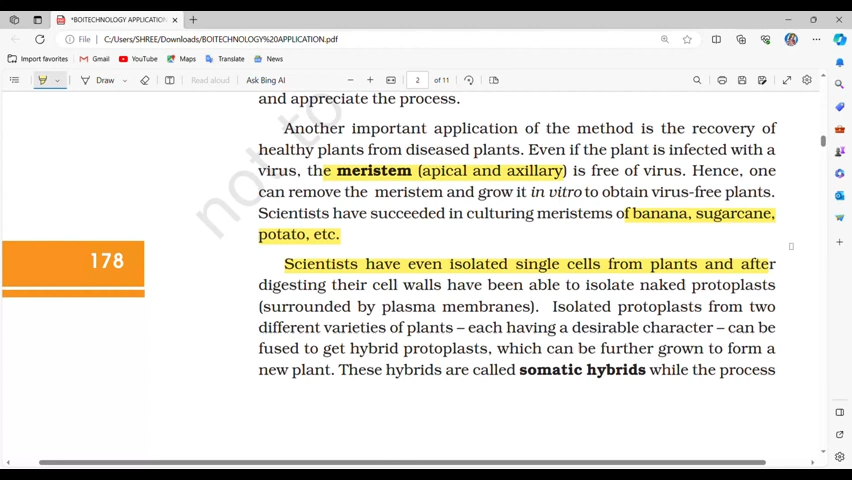 *BOITECHNOLOGY APPLICATION.
File
C:/Users/SHREE/Downloads/BOITECHNOLOGY%20APPLICATION.pdf
Import favorites
Gmail
YouTube
Maps
Translate
News
Draw
Read aloud
Ask Bing AI
2
of 11
and appreciate the process.
Another important application of the method is the recovery of
healthy plants from diseased plants. Even if the plant is infected with a
virus, the meristem (apical and axillary) is free of virus. Hence, one
can remove the meristem and grow it in vitro to obtain virus-free plants.
Scientists have succeeded in culturing meristems of banana, sugarcane,
potato, etc.
178
Scientists have even isolated single cells from plants and after
digesting their cell walls have been able to isolate naked protoplasts
(surrounded by plasma membranes). Isolated protoplasts from two
different varieties of plants – each having a desirable character – can be
fused to get hybrid protoplasts, which can be further grown to form a
new plant. These hybrids are called somatic hybrids while the process
not to